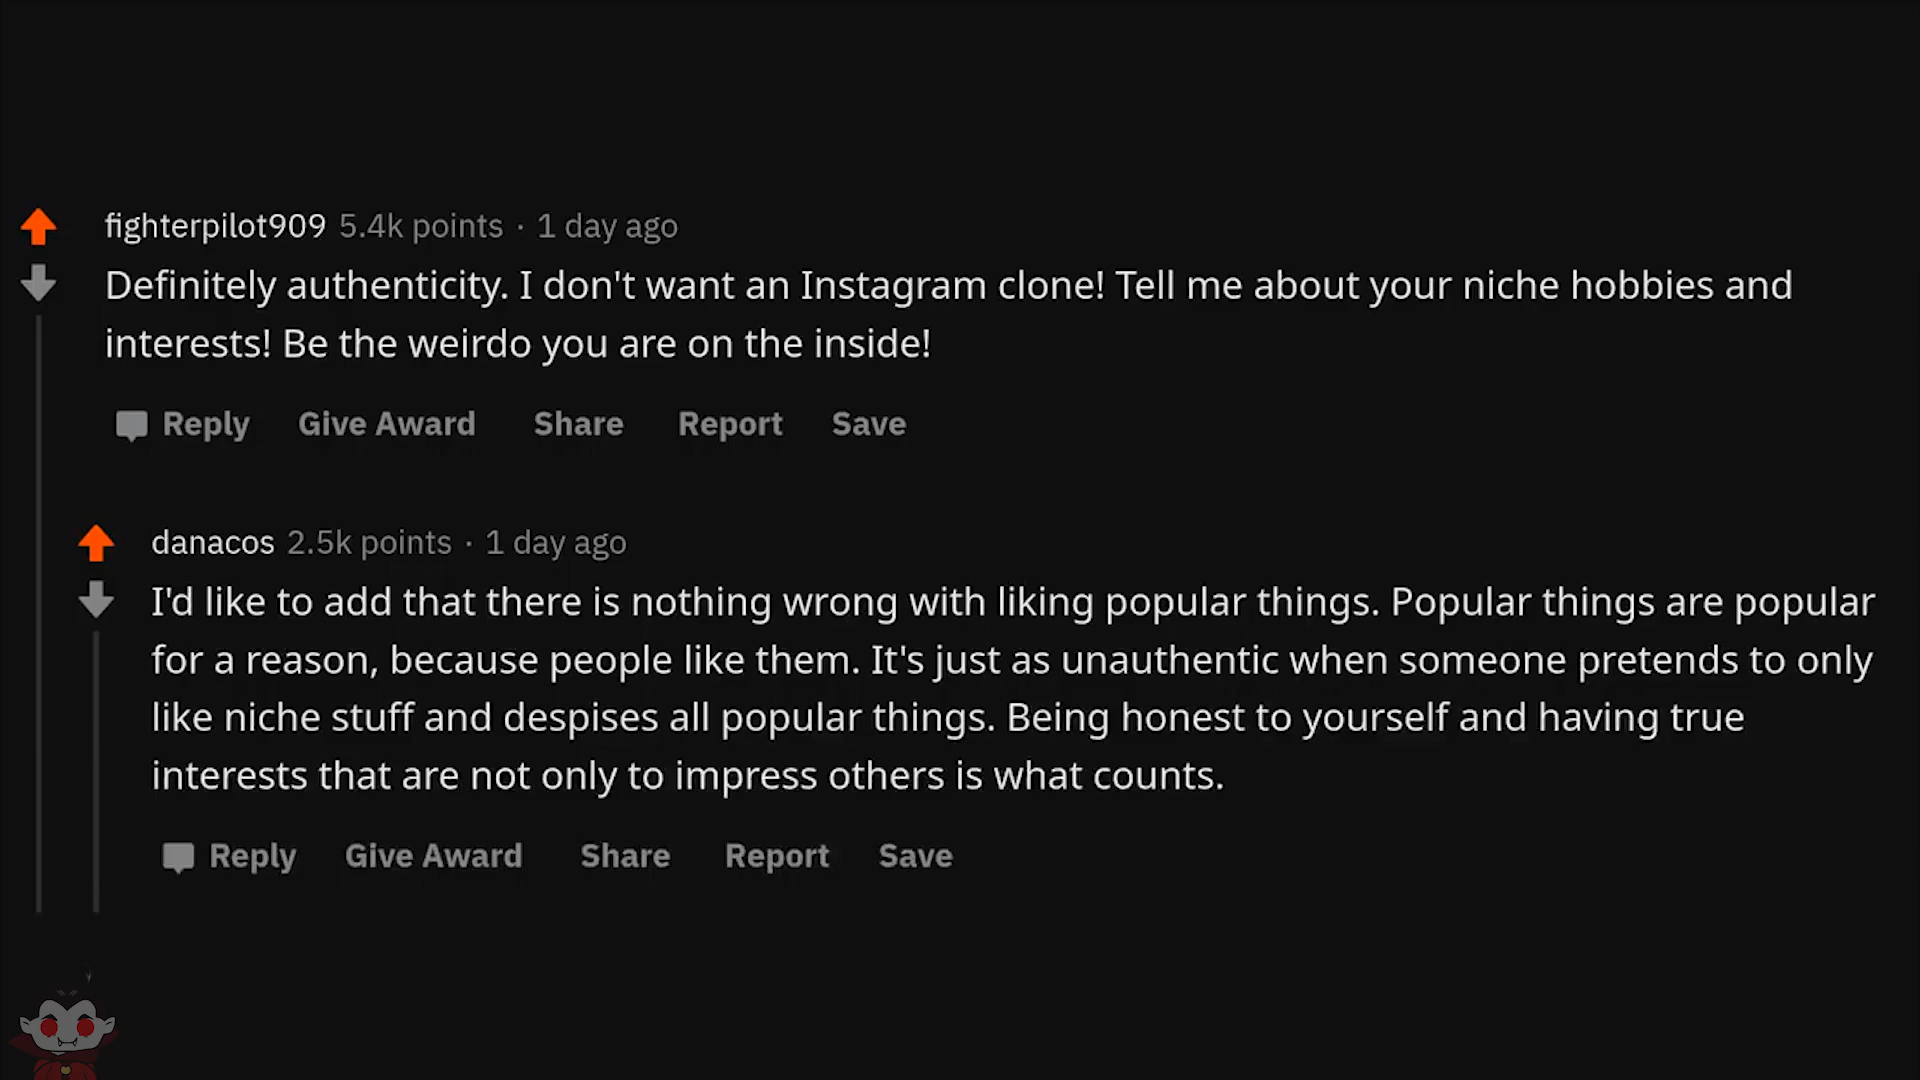 fighterpilot909 5.4k points · 1 day ago
Definitely authenticity. I don't want an Instagram clone! Tell me about your niche hobbies and
interests! Be the weirdo you are on the inside!
Reply Give Award Share Report Save
danacos 2.5k points · 1 day ago
I'd like to add that there is nothing wrong with liking popular things. Popular things are popular
for a reason, because people like them. It's just as unauthentic when someone pretends to only
like niche stuff and despises all popular things. Being honest to yourself and having true
interests that are not only to impress others is what counts.
Reply Give Award Share Report Save